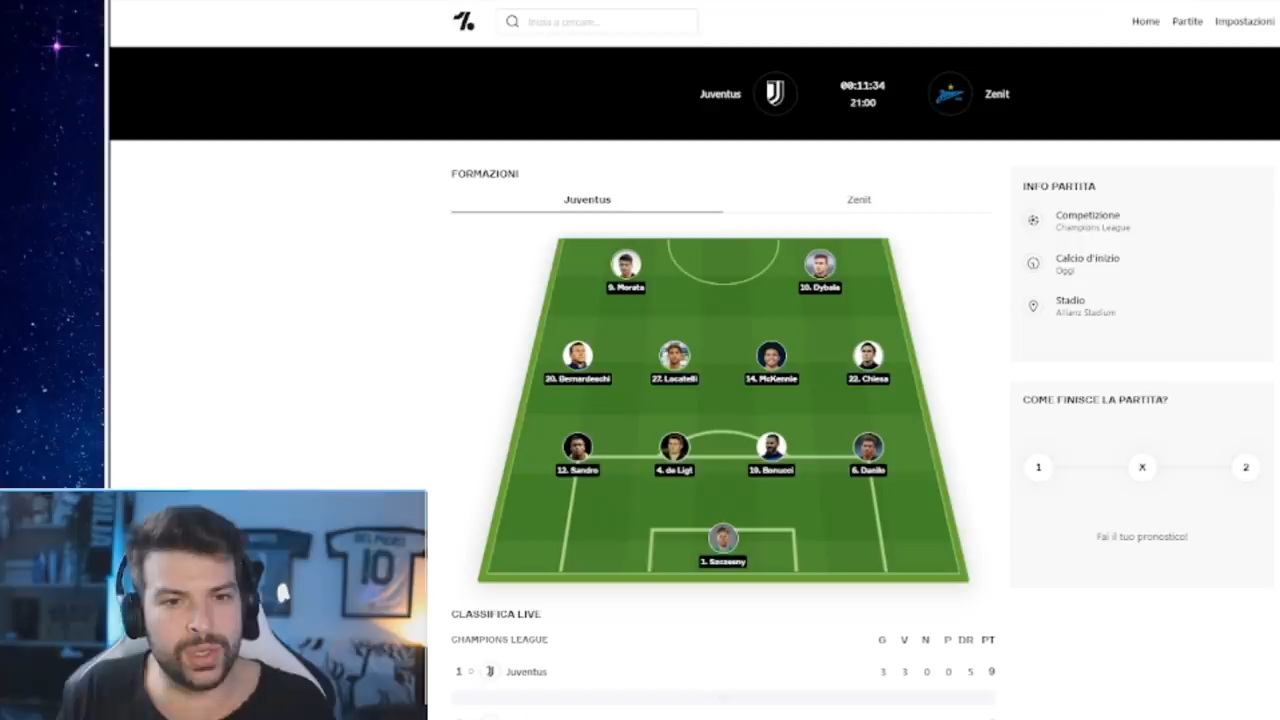 Inizia a cercare...
Home Partite Impostazioni
Juventus 00:11:34 Zenit
21:00
FORMAZIONI
Juventus Zenit
9. Morata 10. Dybala
20. Bernardeschi 27. Locatelli 14. McKennie 22. Chiesa
12. Sandro 4. de Ligt 19. Bonucci 6. Danilo
1. Szczesny
INFO PARTITA
Competizione
Champions League
Calcio d'inizio
Oggi
Stadio
Allianz Stadium
COME FINISCE LA PARTITA?
1 X 2
Fai il tuo pronostico!
CLASSIFICA LIVE
CHAMPIONS LEAGUE G V N P DR PT
1 Juventus 3 3 0 0 5 9
DEL PIERO
10